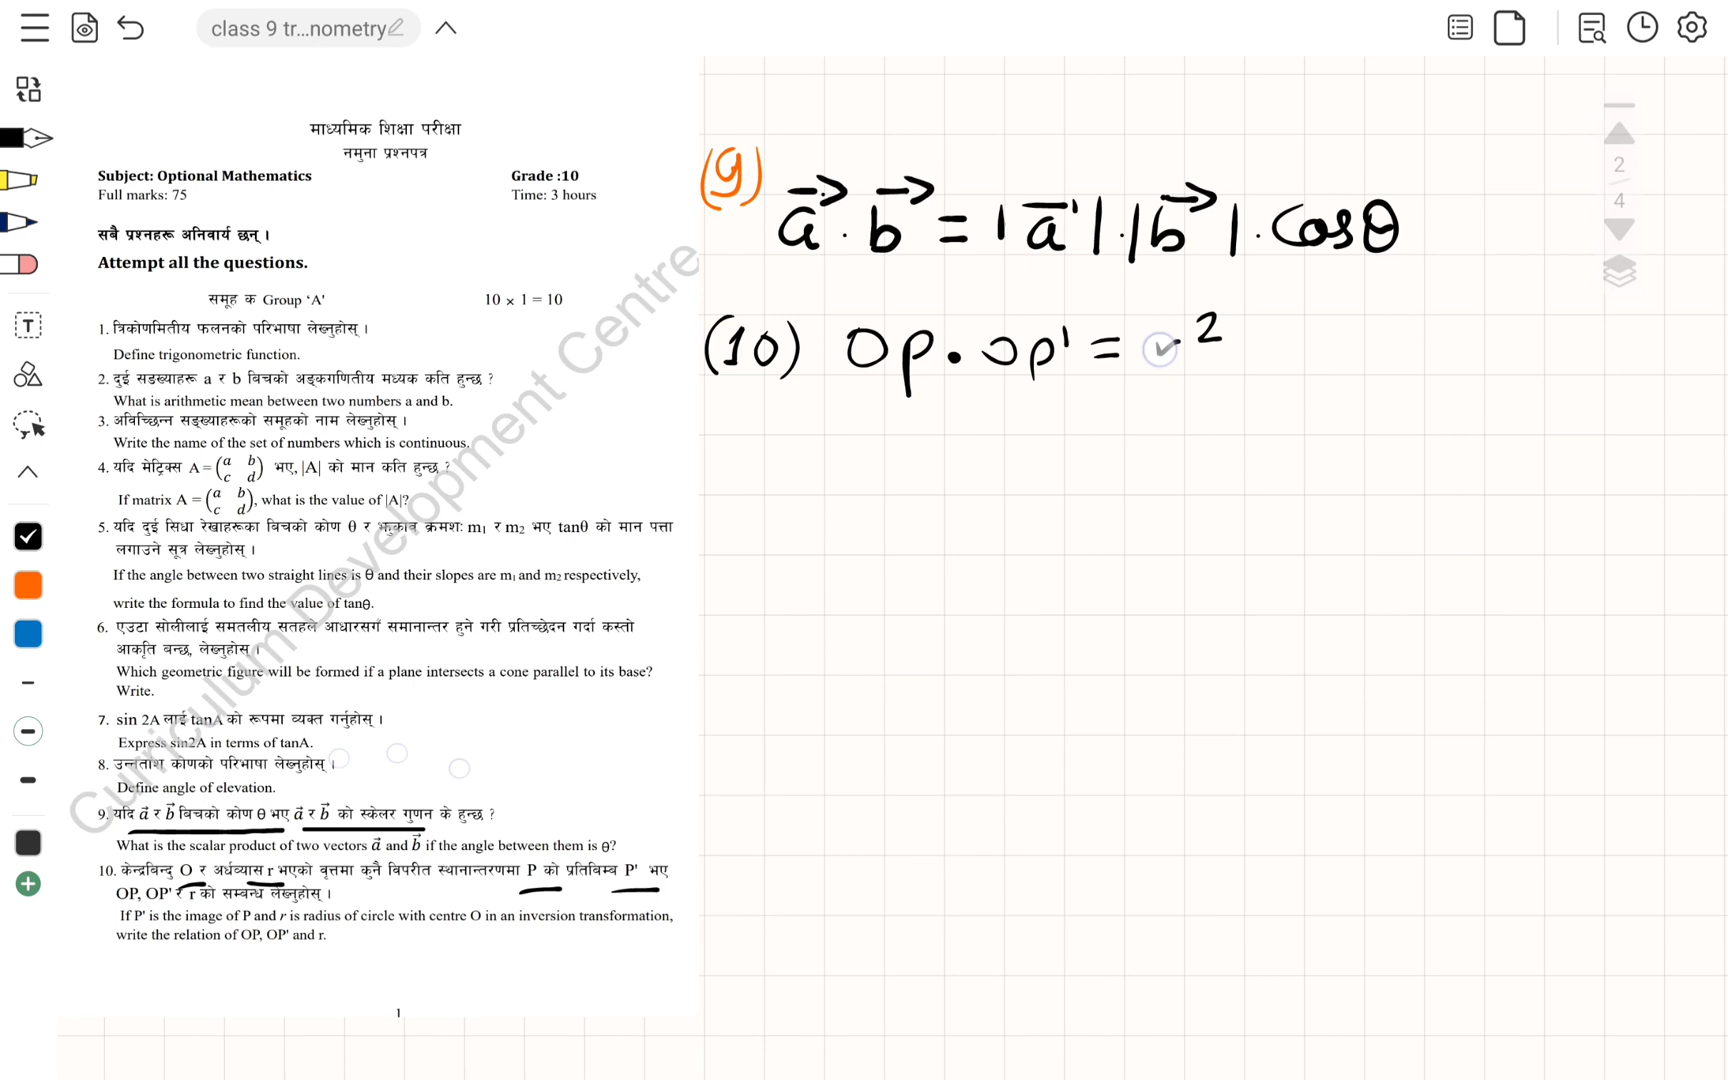 class 9 tr...nometry
माध्यमिक शिक्षा परीक्षा
नमुना प्रश्नपत्र
Subject: Optional Mathematics Grade :10
Full marks: 75 Time: 3 hours
सबै प्रश्नहरू अनिवार्य छन् ।
Attempt all the questions.
समूह क Group ‘A' 10 × 1 = 10
1. त्रिकोणमितीय फलनको परिभाषा लेख्नुहोस् ।
Define trigonometric function.
2. दुई सङख्याहरू a र b बिचको अङ्कगणितीय मध्यक कति हुन्छ ?
What is arithmetic mean between two numbers a and b.
3. अविच्छिन्न सङ्ख्याहरूको समूहको नाम लेख्नुहोस् ।
Write the name of the set of numbers which is continuous.
4. यदि मेट्रिक्स A = (a b
c d) भए, |A| को मान कति हुन्छ ?
If matrix A = (a b
c d), what is the value of |A|?
5. यदि दुई सिधा रेखाहरूका बिचको कोण θ र झुकाव क्रमशः m₁ र m₂ भए tanθ को मान पत्ता
लगाउने सूत्र लेख्नुहोस् ।
If the angle between two straight lines is θ and their slopes are m₁ and m₂ respectively,
write the formula to find the value of tanθ.
6. एउटा सोलीलाई समतलीय सतहले आधारसगँ समानान्तर हुने गरी प्रतिच्छेदन गर्दा कस्तो
आकृति बन्छ, लेख्नुहोस् ।
Which geometric figure will be formed if a plane intersects a cone parallel to its base?
Write.
7. sin 2A लाई tanA को रूपमा व्यक्त गर्नुहोस् ।
Express sin2A in terms of tanA.
8. उन्नतांश कोणको परिभाषा लेख्नुहोस् ।
Define angle of elevation.
9. यदि a⃗ र b⃗ बिचको कोण θ भए a⃗ र b⃗ को स्केलर गुणन के हुन्छ ?
What is the scalar product of two vectors a⃗ and b⃗ if the angle between them is θ?
10. केन्द्रबिन्दु O र अर्धव्यास r भएको वृत्तमा कुनै विपरीत स्थानान्तरणमा P को प्रतिबिम्ब P' भए
OP, OP' र r को सम्बन्ध लेख्नुहोस् ।
If P' is the image of P and r is radius of circle with centre O in an inversion transformation,
write the relation of OP, OP' and r.
1
Curriculum Development Centre
(9) a⃗ . b⃗ = |a⃗| . |b⃗| . cosθ
(10) OP . OP' = r²
2
4
T